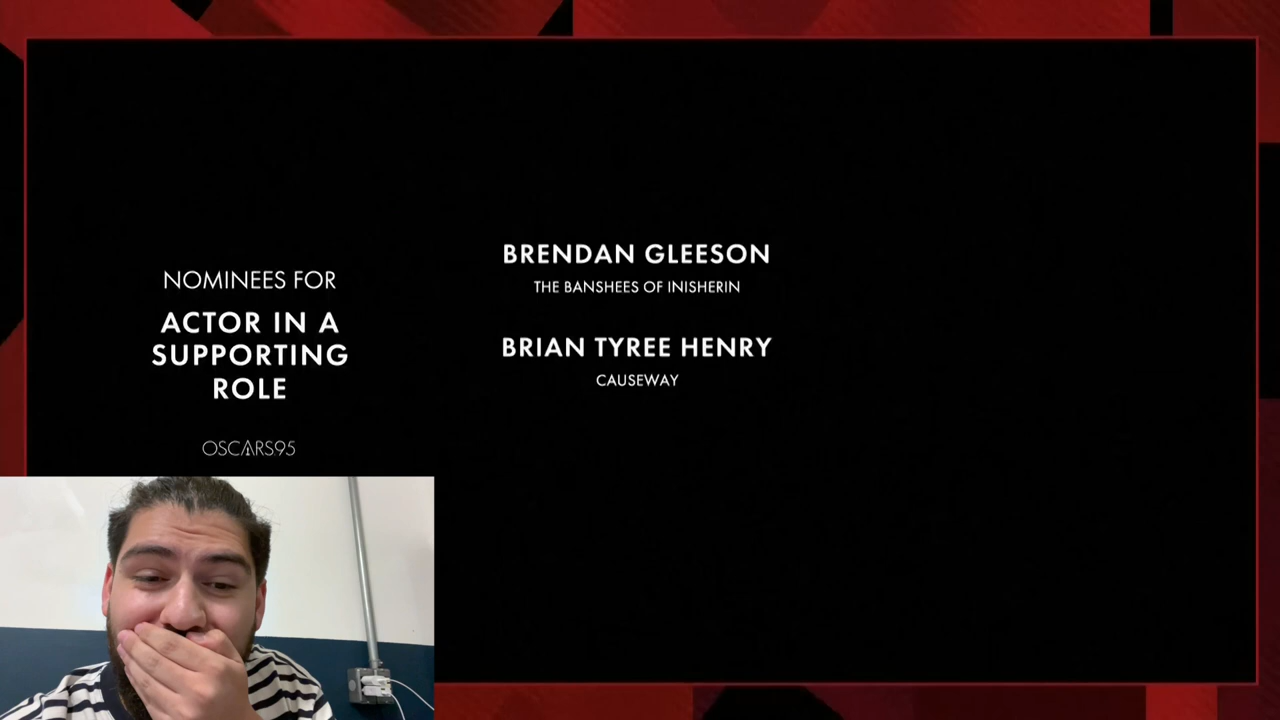 NOMINEES FOR
ACTOR IN A
SUPPORTING
ROLE
OSCARS95
BRENDAN GLEESON
THE BANSHEES OF INISHERIN
BRIAN TYREE HENRY
CAUSEWAY